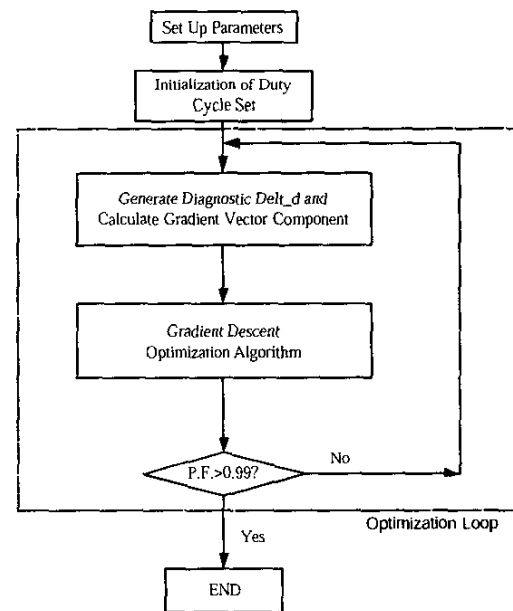 Set Up Parameters
Initialization of Duty
Cycle Set
Generate Diagnostic Delt_d and
Calculate Gradient Vector Component
Gradient Descent
Optimization Algorithm
P.F.>0.99?
No
Optimization Loop
Yes
END